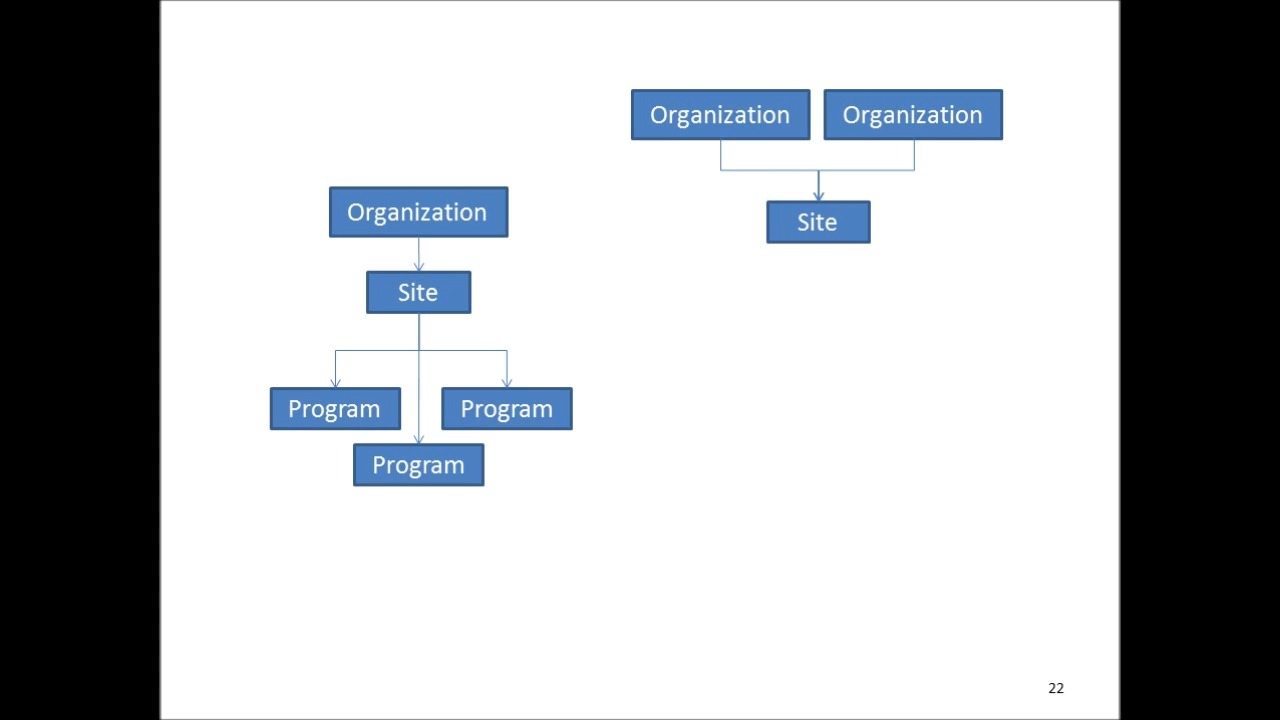 Organization
Site
Program
Program
Program
Organization
Organization
Site
22